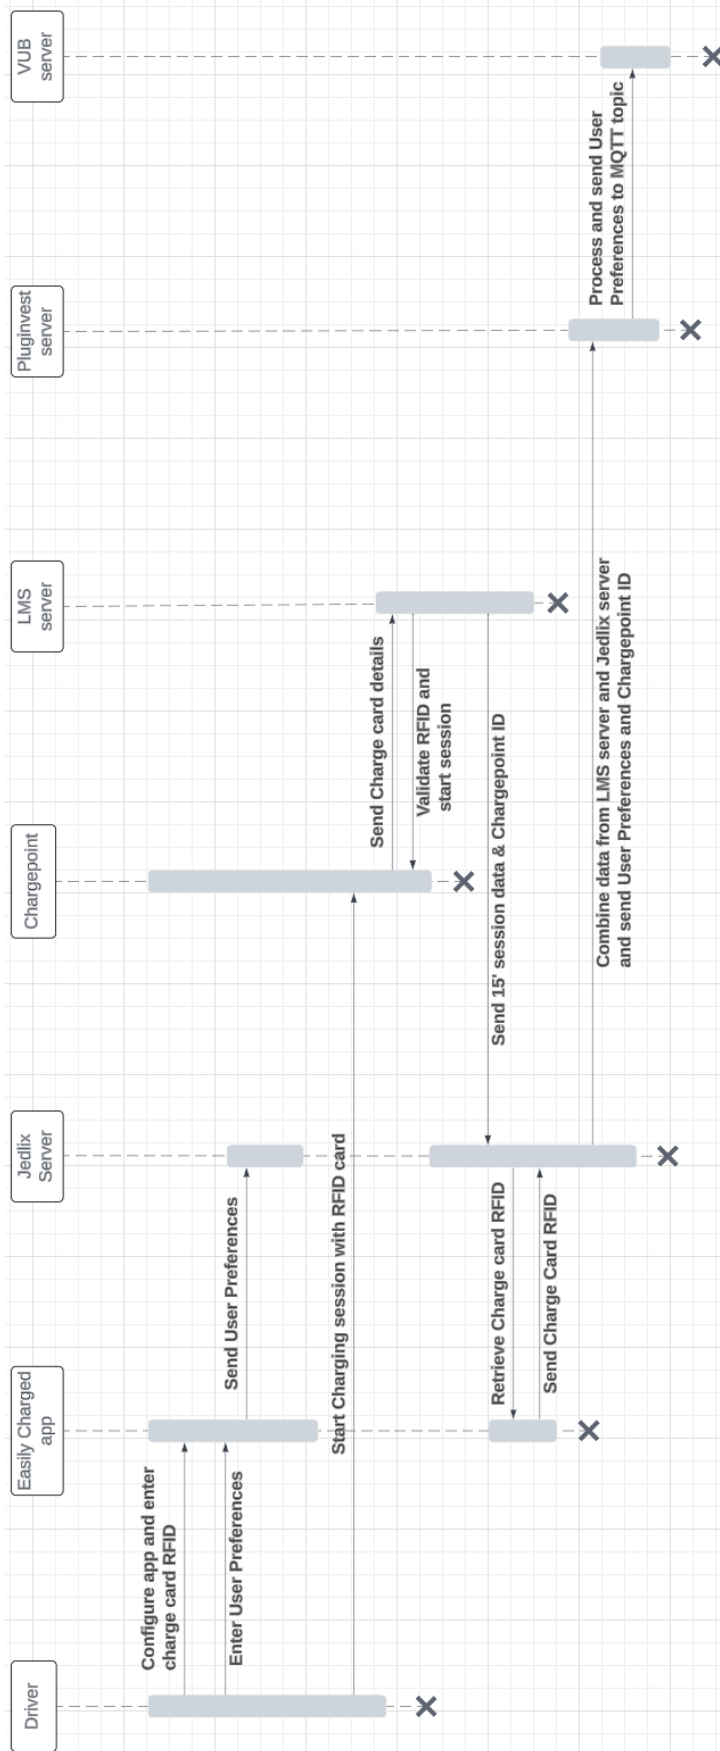 Driver
Easily Charged
app
Jedlix
Server
Chargepoint
LMS
server
Pluginvest
server
VUB
server
Configure app and enter
charge card RFID
Enter User Preferences
Send User Preferences
Start Charging session with RFID card
Send Charge card details
Validate RFID and
start session
Send 15' session data & Chargepoint ID
Retrieve Charge card RFID
Send Charge Card RFID
Combine data from LMS server and Jedlix server
and send User Preferences and Chargepoint ID
Process and send User
Preferences to MQTT topic